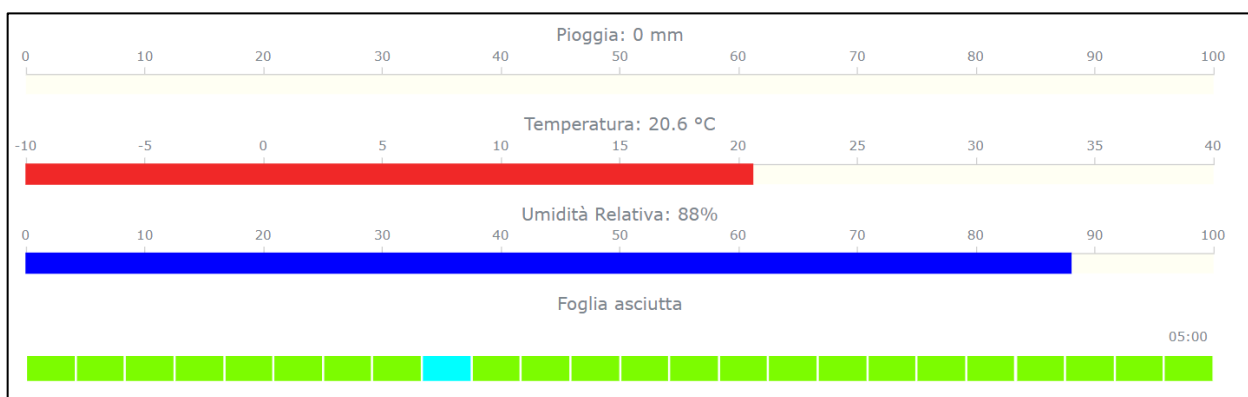 Pioggia: 0 mm
0 10 20 30 40 50 60 70 80 90 100
Temperatura: 20.6 °C
-10 -5 0 5 10 15 20 25 30 35 40
Umidità Relativa: 88%
0 10 20 30 40 50 60 70 80 90 100
Foglia asciutta
05:00